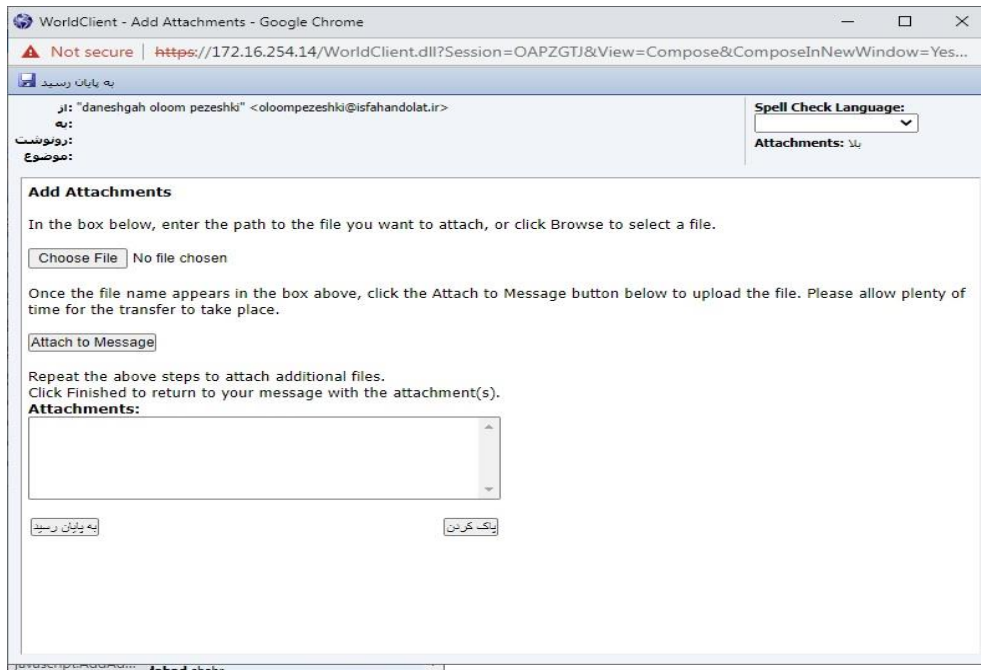 WorldClient - Add Attachments - Google Chrome
Not secure | https://172.16.254.14/WorldClient.dll?Session=OAPZGTJ&View=Compose&ComposeInNewWindow=Yes...
به پایان رسید
از: "daneshgah oloom pezeshki" <oloompezeshki@isfahandolat.ir>
به:
رونوشت:
موضوع:
Spell Check Language:
Attachments: بلا
Add Attachments
In the box below, enter the path to the file you want to attach, or click Browse to select a file.
Choose File No file chosen
Once the file name appears in the box above, click the Attach to Message button below to upload the file. Please allow plenty of
time for the transfer to take place.
Attach to Message
Repeat the above steps to attach additional files.
Click Finished to return to your message with the attachment(s).
Attachments:
به پایان رسید
پاک کردن